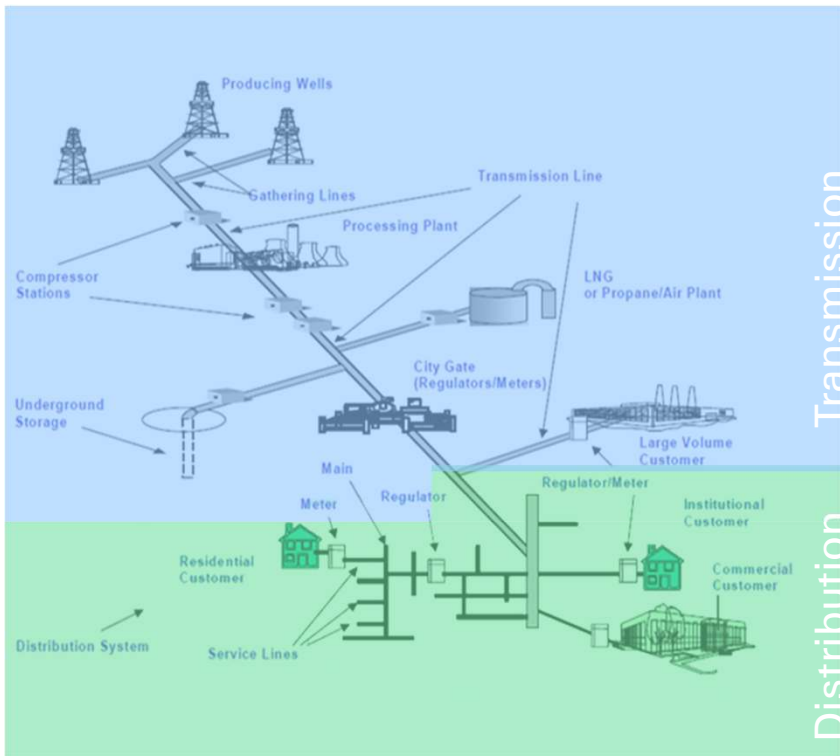 Producing Wells
Transmission Line
Gathering Lines
Processing Plant
Compressor
Stations
LNG
or Propane/Air Plant
City Gate
(Regulators/Meters)
Underground
Storage
Large Volume
Customer
Main
Regulator
Regulator/Meter
Meter
Institutional
Customer
Residential
Customer
Commercial
Customer
Distribution System
Service Lines
Transmission
Distribution